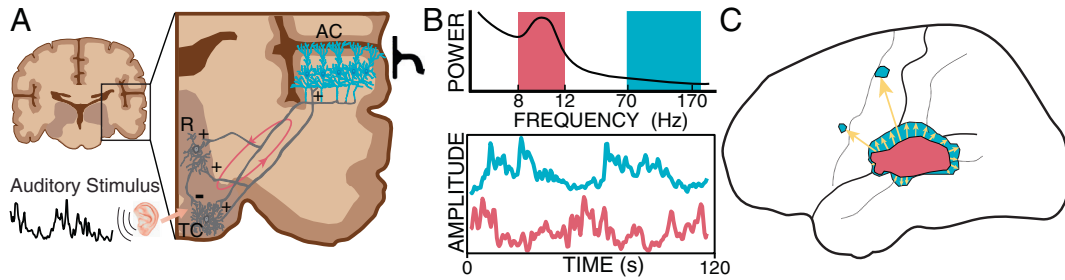 A
AC
+
R
+
+
-
+
TC
Auditory Stimulus
B
POWER
8 12 70 170
FREQUENCY (Hz)
AMPLITUDE
0 TIME (s) 120
C